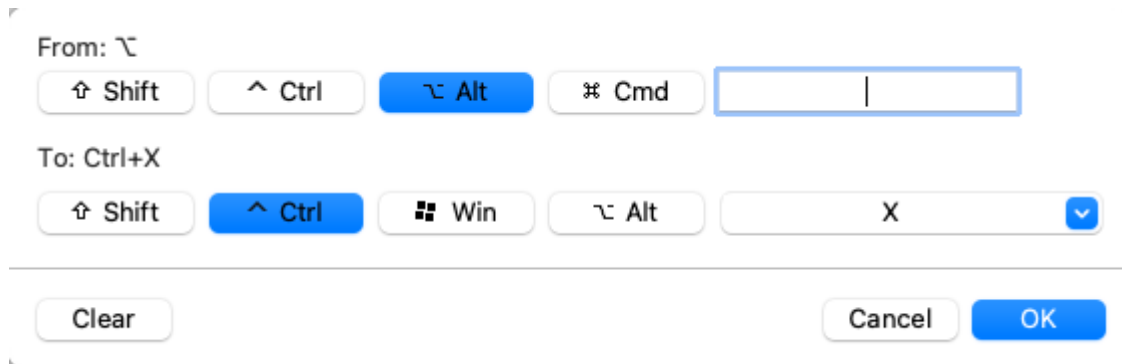 From: ⌥
⇧ Shift ^ Ctrl ⌥ Alt ⌘ Cmd
To: Ctrl+X
⇧ Shift ^ Ctrl Win ⌥ Alt X
Clear Cancel OK